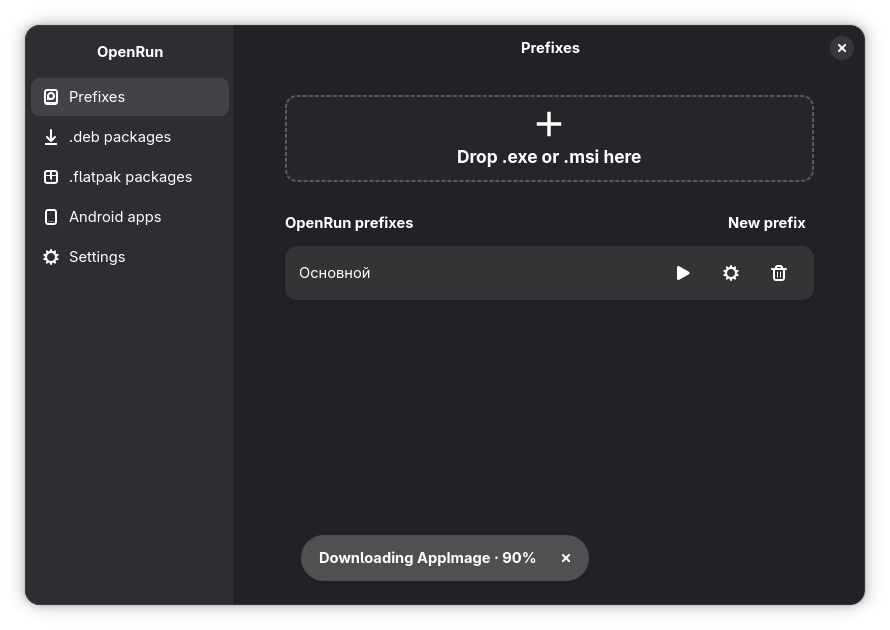 OpenRun
Prefixes
.deb packages
.flatpak packages
Android apps
Settings
Prefixes
Drop .exe or .msi here
OpenRun prefixes
New prefix
Основной
Downloading AppImage · 90%